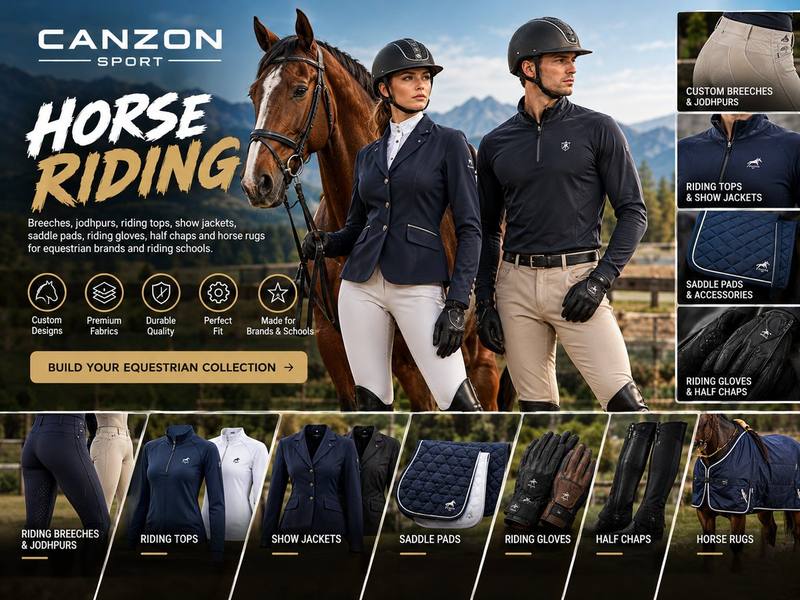 CANZON
SPORT
HORSE
RIDING
Breeches, jodhpurs, riding tops, show jackets,
saddle pads, riding gloves, half chaps and horse rugs
for equestrian brands and riding schools.
Custom
Designs
Premium
Fabrics
Durable
Quality
Perfect
Fit
Made for
Brands & Schools
BUILD YOUR EQUESTRIAN COLLECTION →
CUSTOM BREECHES
& JODHPURS
RIDING TOPS
& SHOW JACKETS
SADDLE PADS
& ACCESSORIES
RIDING GLOVES
& HALF CHAPS
RIDING BREECHES
& JODHPURS
RIDING TOPS
SHOW JACKETS
SADDLE PADS
RIDING GLOVES
HALF CHAPS
HORSE RUGS